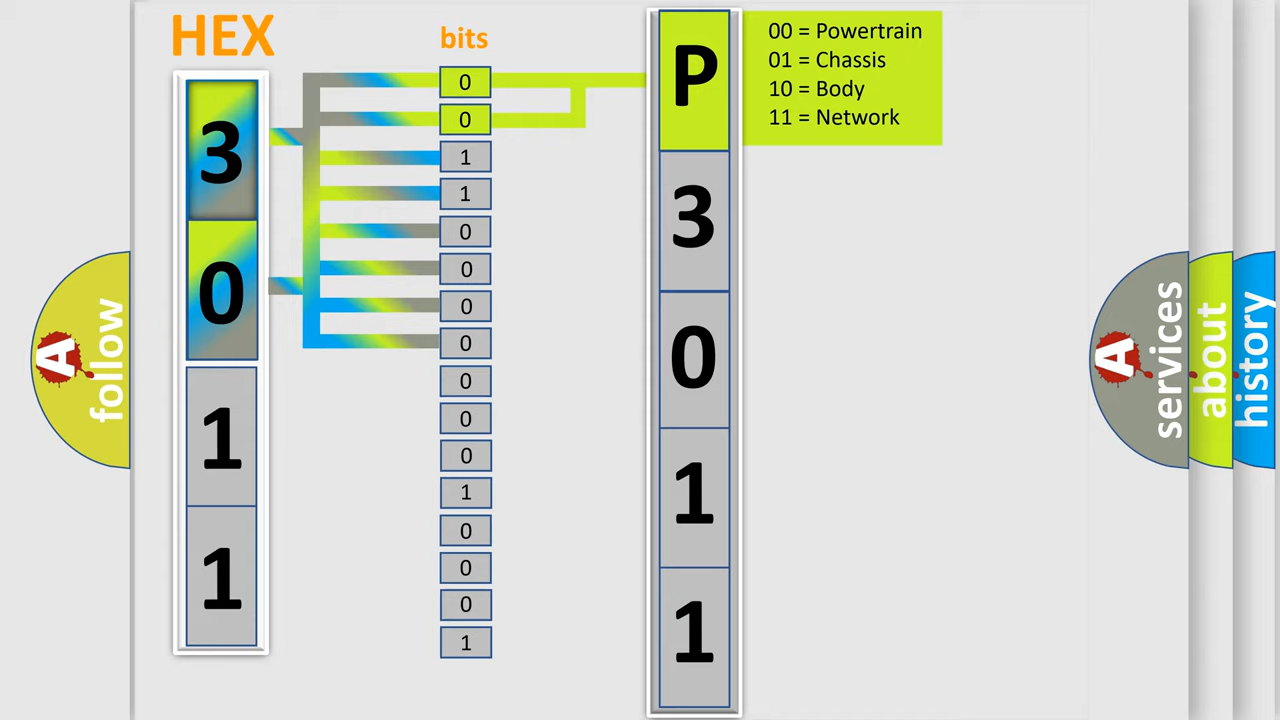 HEX
bits
3
0
1
1
0
0
1
1
0
0
0
0
0
0
0
1
0
0
0
1
P
3
0
1
1
00 = Powertrain
01 = Chassis
10 = Body
11 = Network
A
follow
A
services
about
history